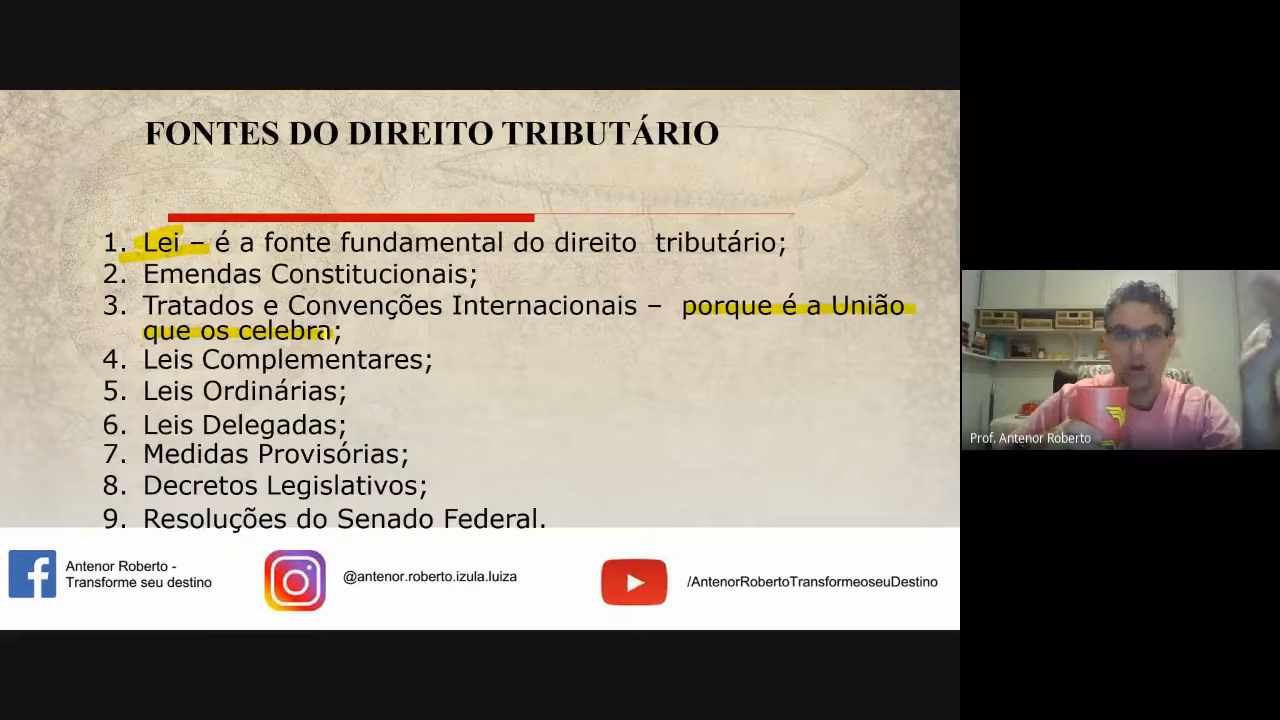 FONTES DO DIREITO TRIBUTÁRIO
1. Lei – é a fonte fundamental do direito tributário;
2. Emendas Constitucionais;
3. Tratados e Convenções Internacionais – porque é a União
que os celebra;
4. Leis Complementares;
5. Leis Ordinárias;
6. Leis Delegadas;
7. Medidas Provisórias;
8. Decretos Legislativos;
9. Resoluções do Senado Federal.
Antenor Roberto -
Transforme seu destino
@antenor.roberto.izula.luiza
/AntenorRobertoTransformeoseuDestino
Prof. Antenor Roberto